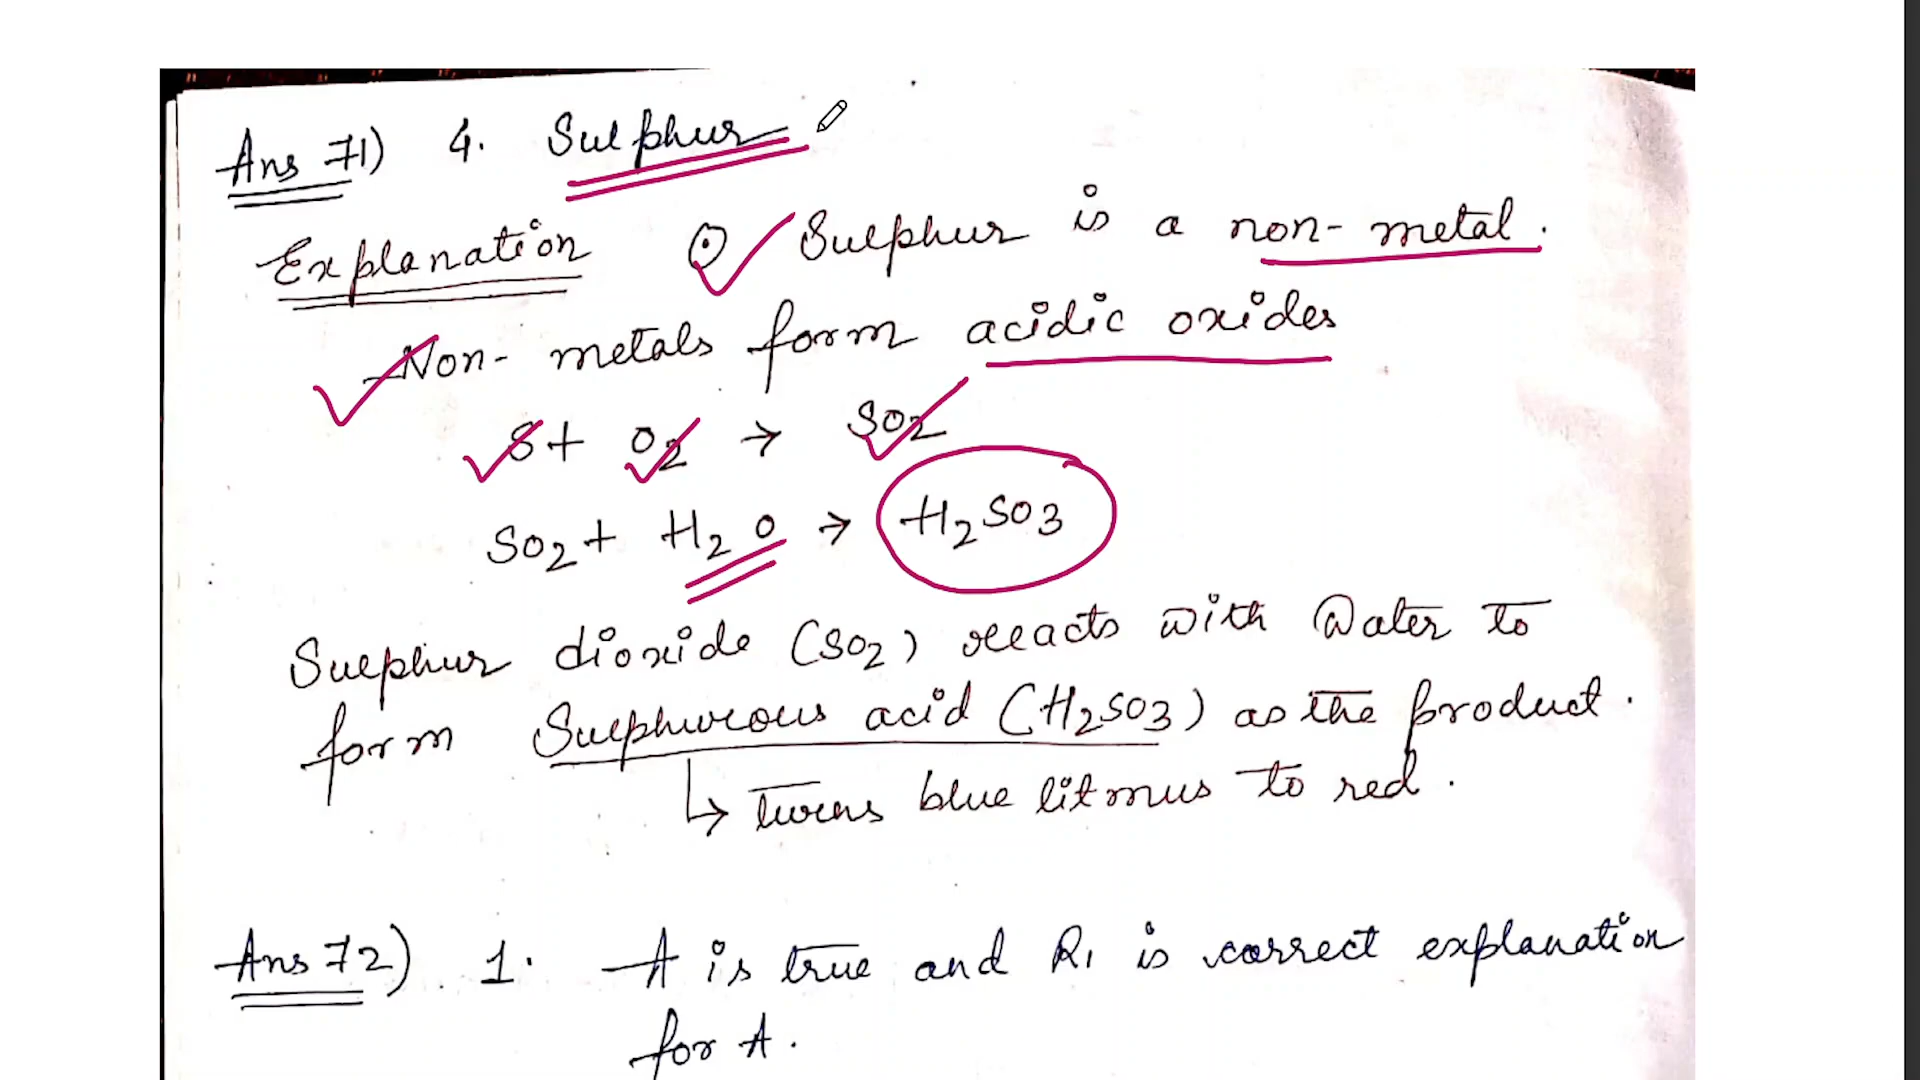 Ans 71) 4. Sulphur
Explanation ⊙ Sulphur is a non-metal.
Non-metals form acidic oxides
S + O2 → SO2
SO2 + H2O → H2SO3
Sulphur dioxide (SO2) reacts with Water to
form Sulphurous acid (H2SO3) as the product.
↳ turns blue litmus to red.
Ans 72). 1. A is true and R1 is correct explanation
for A.